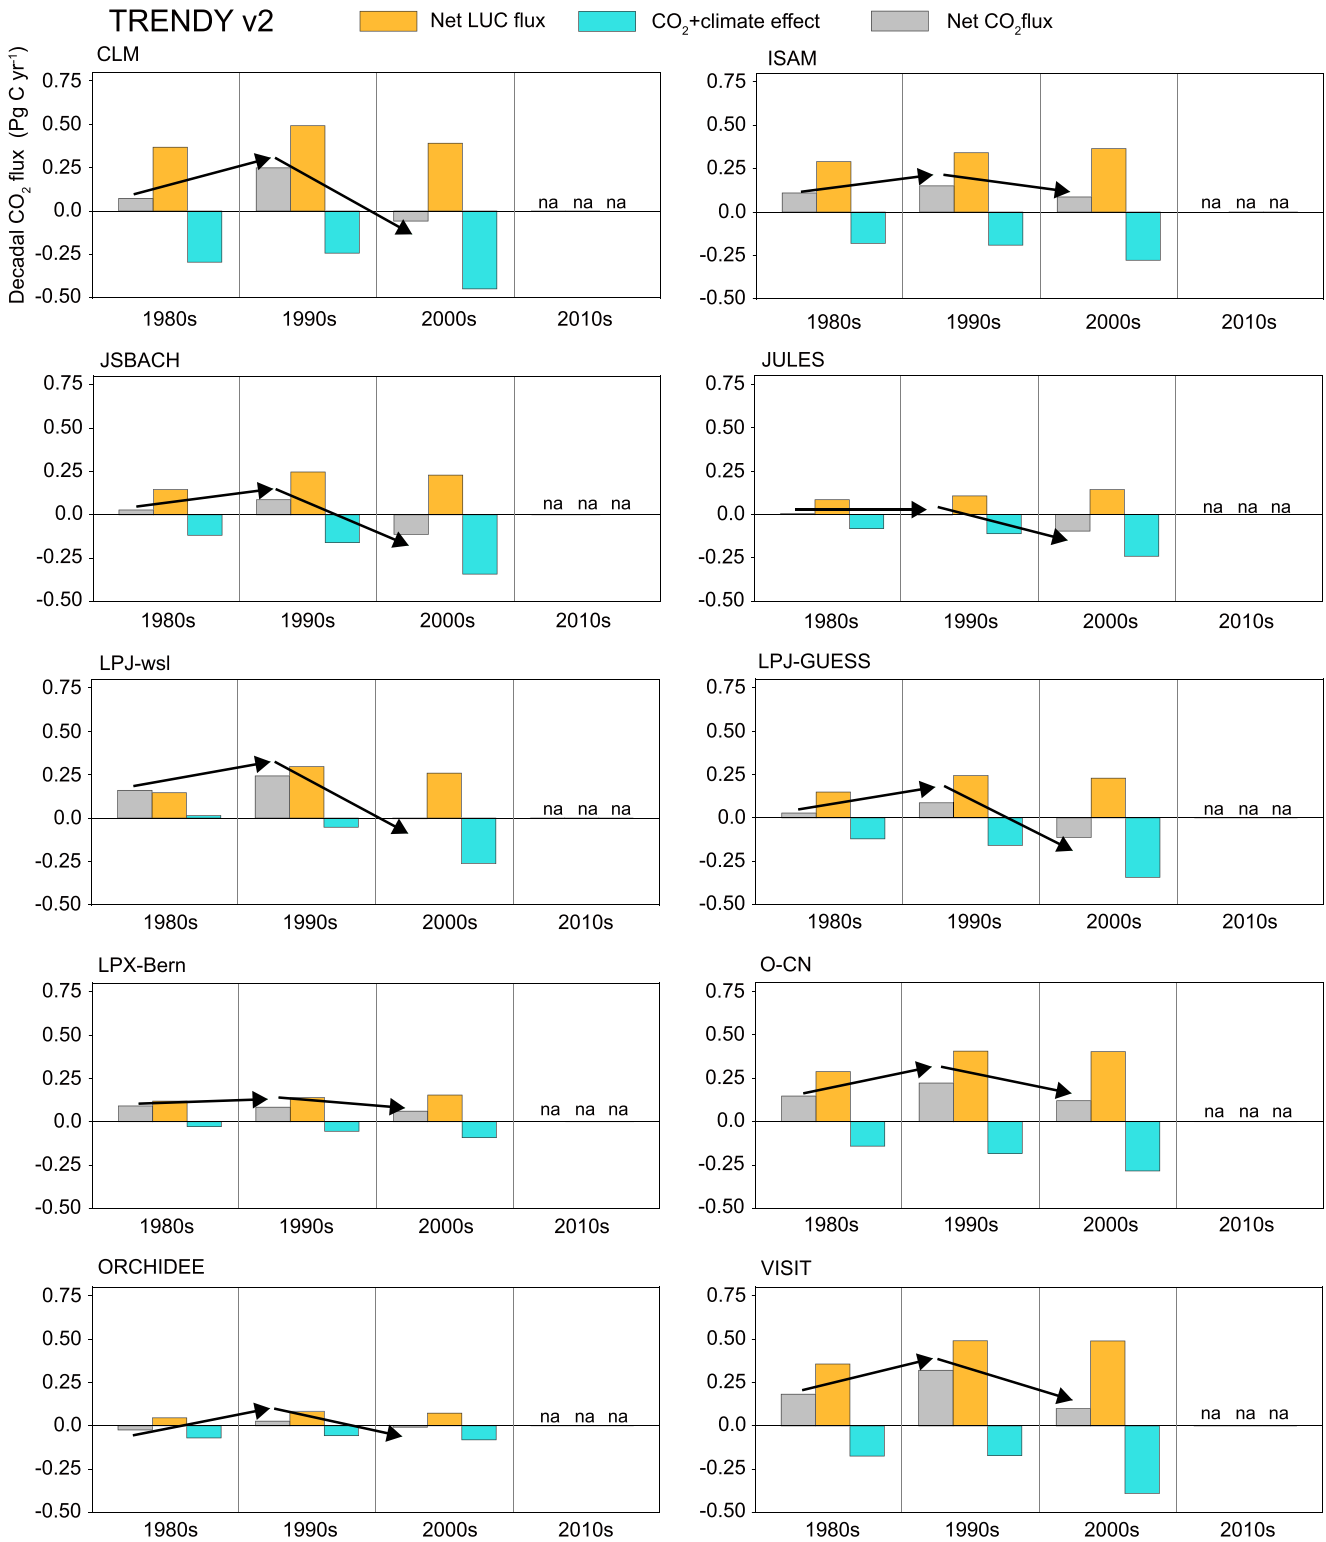 TRENDY v2
Net LUC flux
CO2+climate effect
Net CO2flux
Decadal CO2 flux (Pg C yr-1)
CLM
0.75
0.50
0.25
0.0
-0.25
-0.50
na na na
1980s 1990s 2000s 2010s
ISAM
0.75
0.50
0.25
0.0
-0.25
-0.50
na na na
1980s 1990s 2000s 2010s
JSBACH
0.75
0.50
0.25
0.0
-0.25
-0.50
na na na
1980s 1990s 2000s 2010s
JULES
0.75
0.50
0.25
0.0
-0.25
-0.50
na na na
1980s 1990s 2000s 2010s
LPJ-wsl
0.75
0.50
0.25
0.0
-0.25
-0.50
na na na
1980s 1990s 2000s 2010s
LPJ-GUESS
0.75
0.50
0.25
0.0
-0.25
-0.50
na na na
1980s 1990s 2000s 2010s
LPX-Bern
0.75
0.50
0.25
0.0
-0.25
-0.50
na na na
1980s 1990s 2000s 2010s
O-CN
0.75
0.50
0.25
0.0
-0.25
-0.50
na na na
1980s 1990s 2000s 2010s
ORCHIDEE
0.75
0.50
0.25
0.0
-0.25
-0.50
na na na
1980s 1990s 2000s 2010s
VISIT
0.75
0.50
0.25
0.0
-0.25
-0.50
na na na
1980s 1990s 2000s 2010s